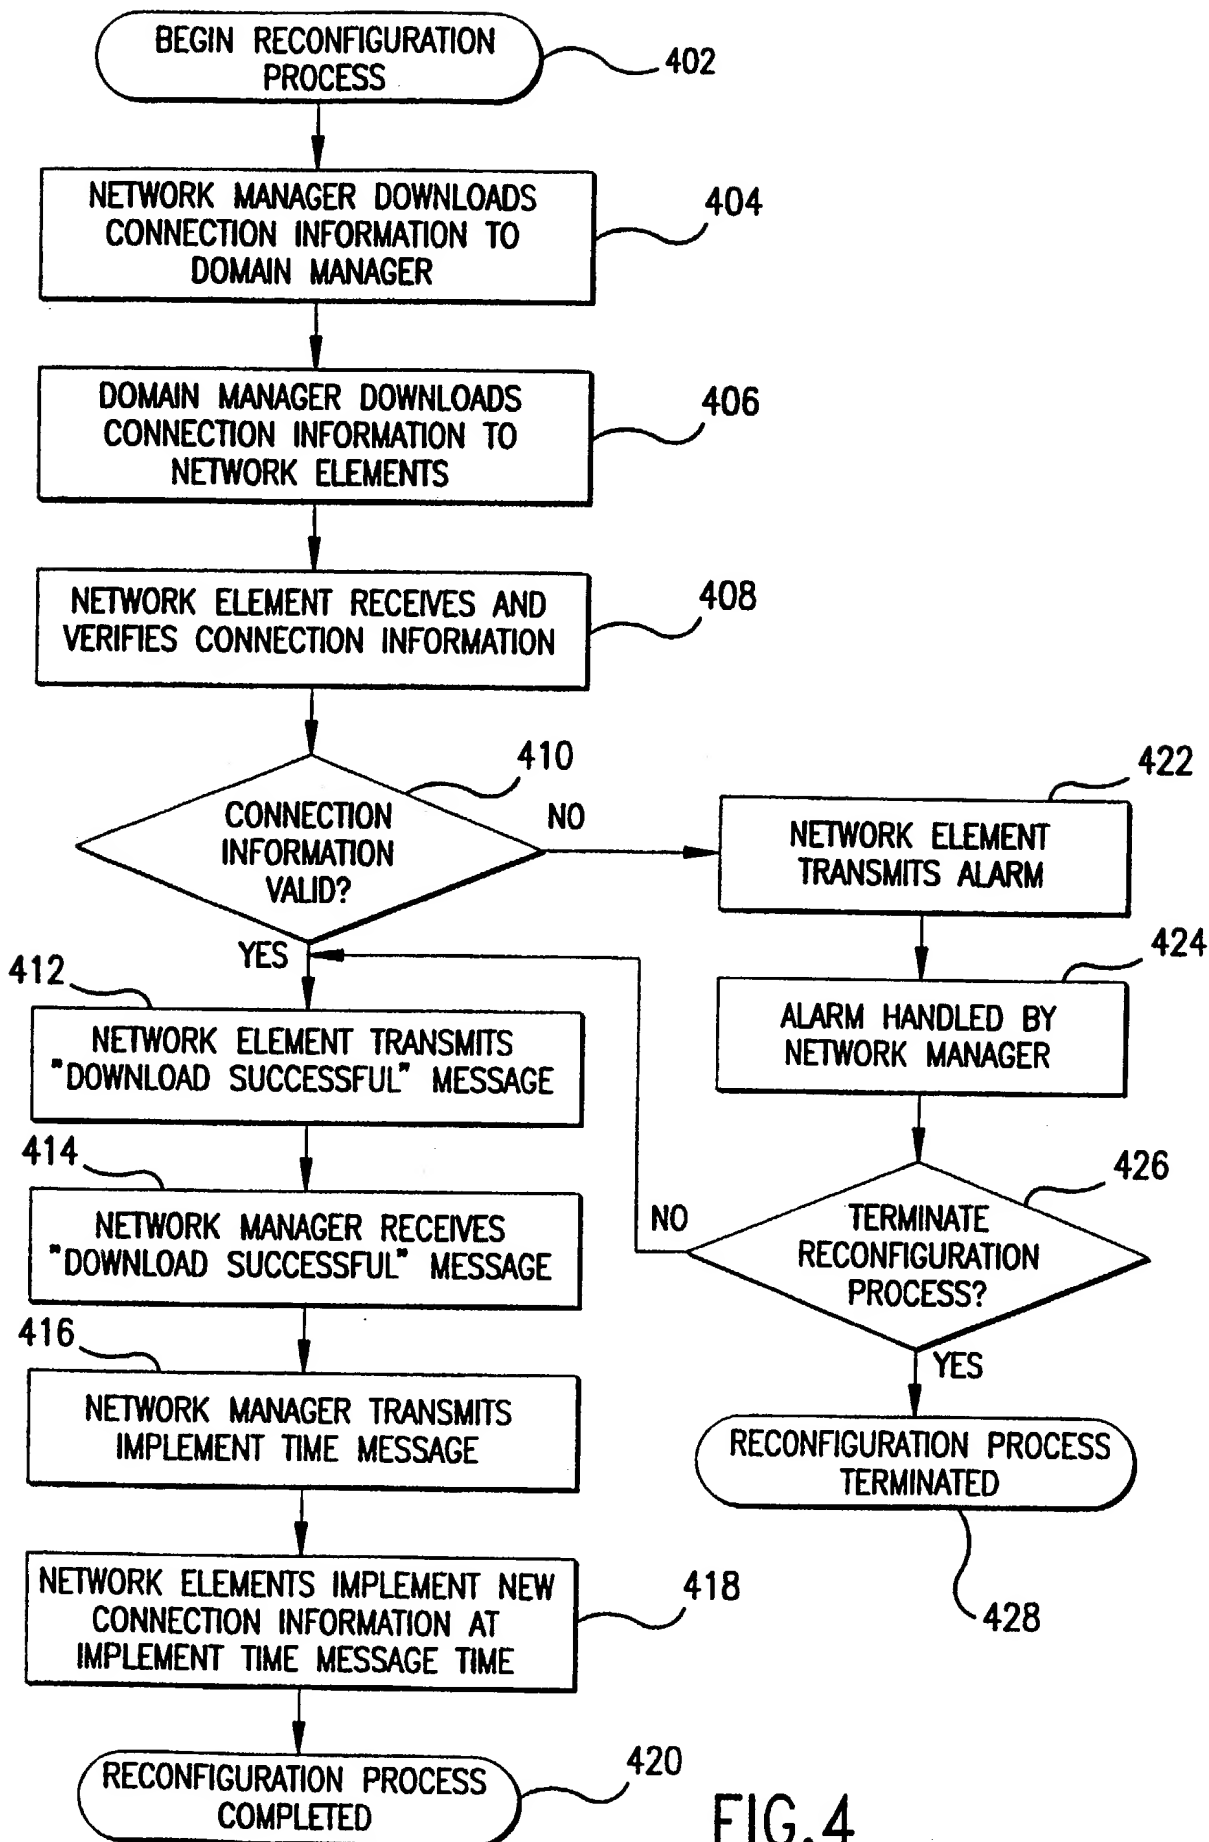 BEGIN RECONFIGURATION
PROCESS
402
NETWORK MANAGER DOWNLOADS
CONNECTION INFORMATION TO
DOMAIN MANAGER
404
DOMAIN MANAGER DOWNLOADS
CONNECTION INFORMATION TO
NETWORK ELEMENTS
406
NETWORK ELEMENT RECEIVES AND
VERIFIES CONNECTION INFORMATION
408
CONNECTION
INFORMATION
VALID?
410
NO
YES
422
NETWORK ELEMENT
TRANSMITS ALARM
424
ALARM HANDLED BY
NETWORK MANAGER
426
TERMINATE
RECONFIGURATION
PROCESS?
NO
YES
RECONFIGURATION PROCESS
TERMINATED
428
412
NETWORK ELEMENT TRANSMITS
"DOWNLOAD SUCCESSFUL" MESSAGE
414
NETWORK MANAGER RECEIVES
"DOWNLOAD SUCCESSFUL" MESSAGE
416
NETWORK MANAGER TRANSMITS
IMPLEMENT TIME MESSAGE
NETWORK ELEMENTS IMPLEMENT NEW
CONNECTION INFORMATION AT
IMPLEMENT TIME MESSAGE TIME
418
RECONFIGURATION PROCESS
COMPLETED
420
FIG.4